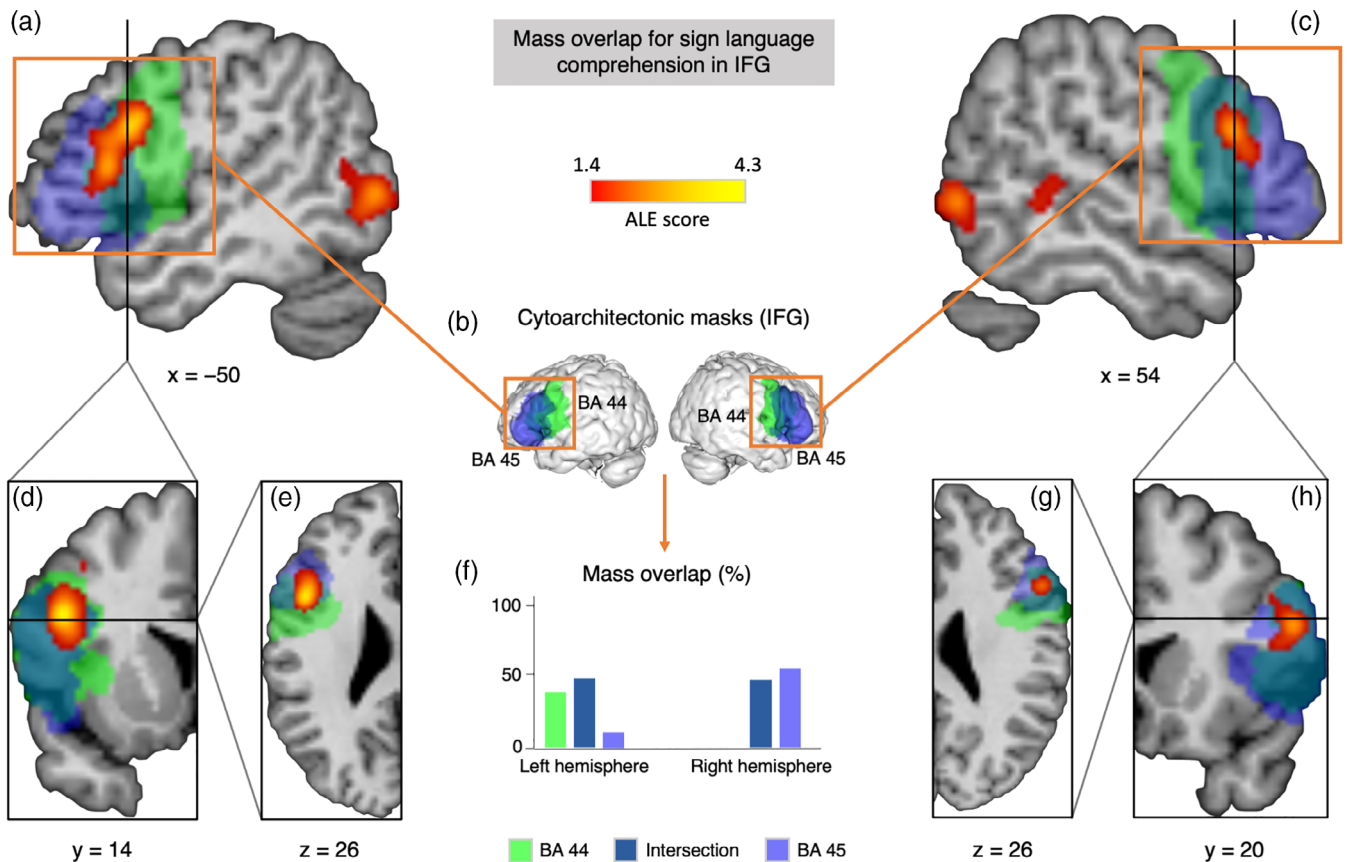 (a)
Mass overlap for sign language
comprehension in IFG
(c)
1.4
4.3
ALE score
(b)
Cytoarchitectonic masks (IFG)
x = –50
x = 54
BA 44
BA 44
BA 45
BA 45
(d)
(e)
(g)
(h)
(f)
Mass overlap (%)
100
50
0
Left hemisphere
Right hemisphere
y = 14
z = 26
BA 44
Intersection
BA 45
z = 26
y = 20